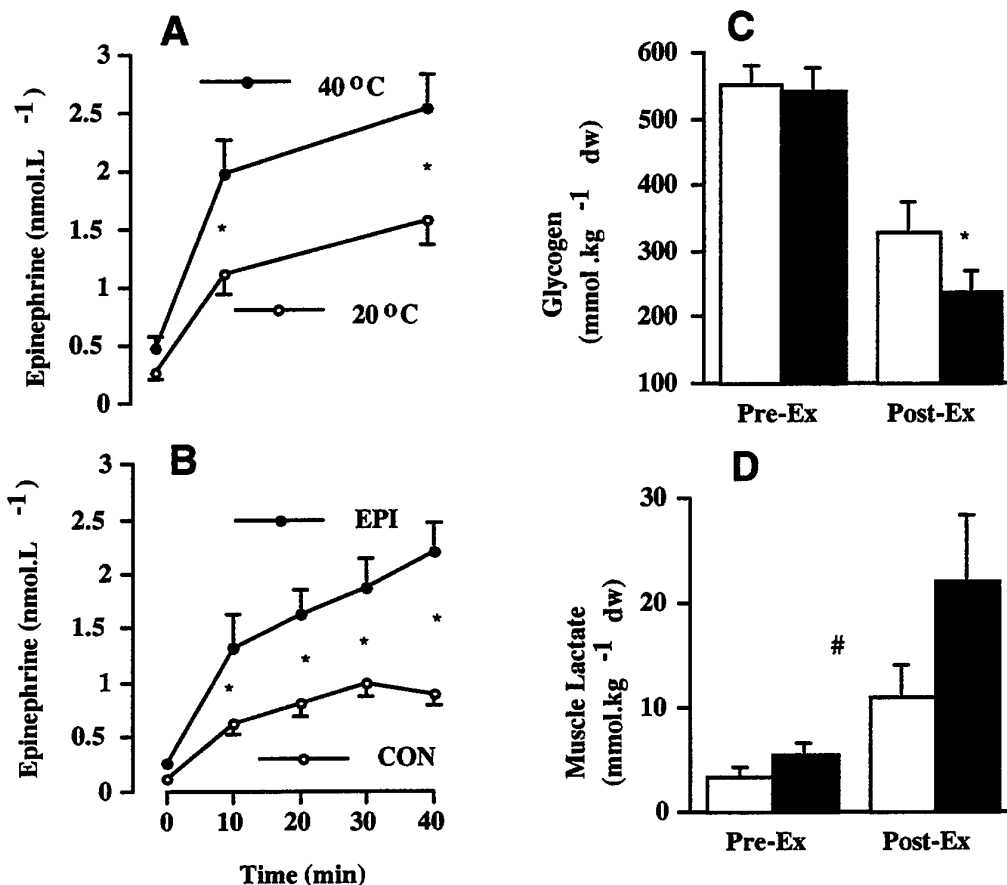 A
3
2.5
2
1.5
1
0.5
0
Epinephrine (nmol.L -1)
40 °C
*
*
20 °C
B
3
2.5
2
1.5
1
0.5
0
Epinephrine (nmol.L -1)
EPI
*
*
*
*
CON
0 10 20 30 40
Time (min)
C
600
500
400
300
200
100
Glycogen
(mmol .kg -1 dw)
*
Pre-Ex Post-Ex
D
30
20
10
0
Muscle Lactate
(mmol.kg -1 dw)
#
Pre-Ex Post-Ex